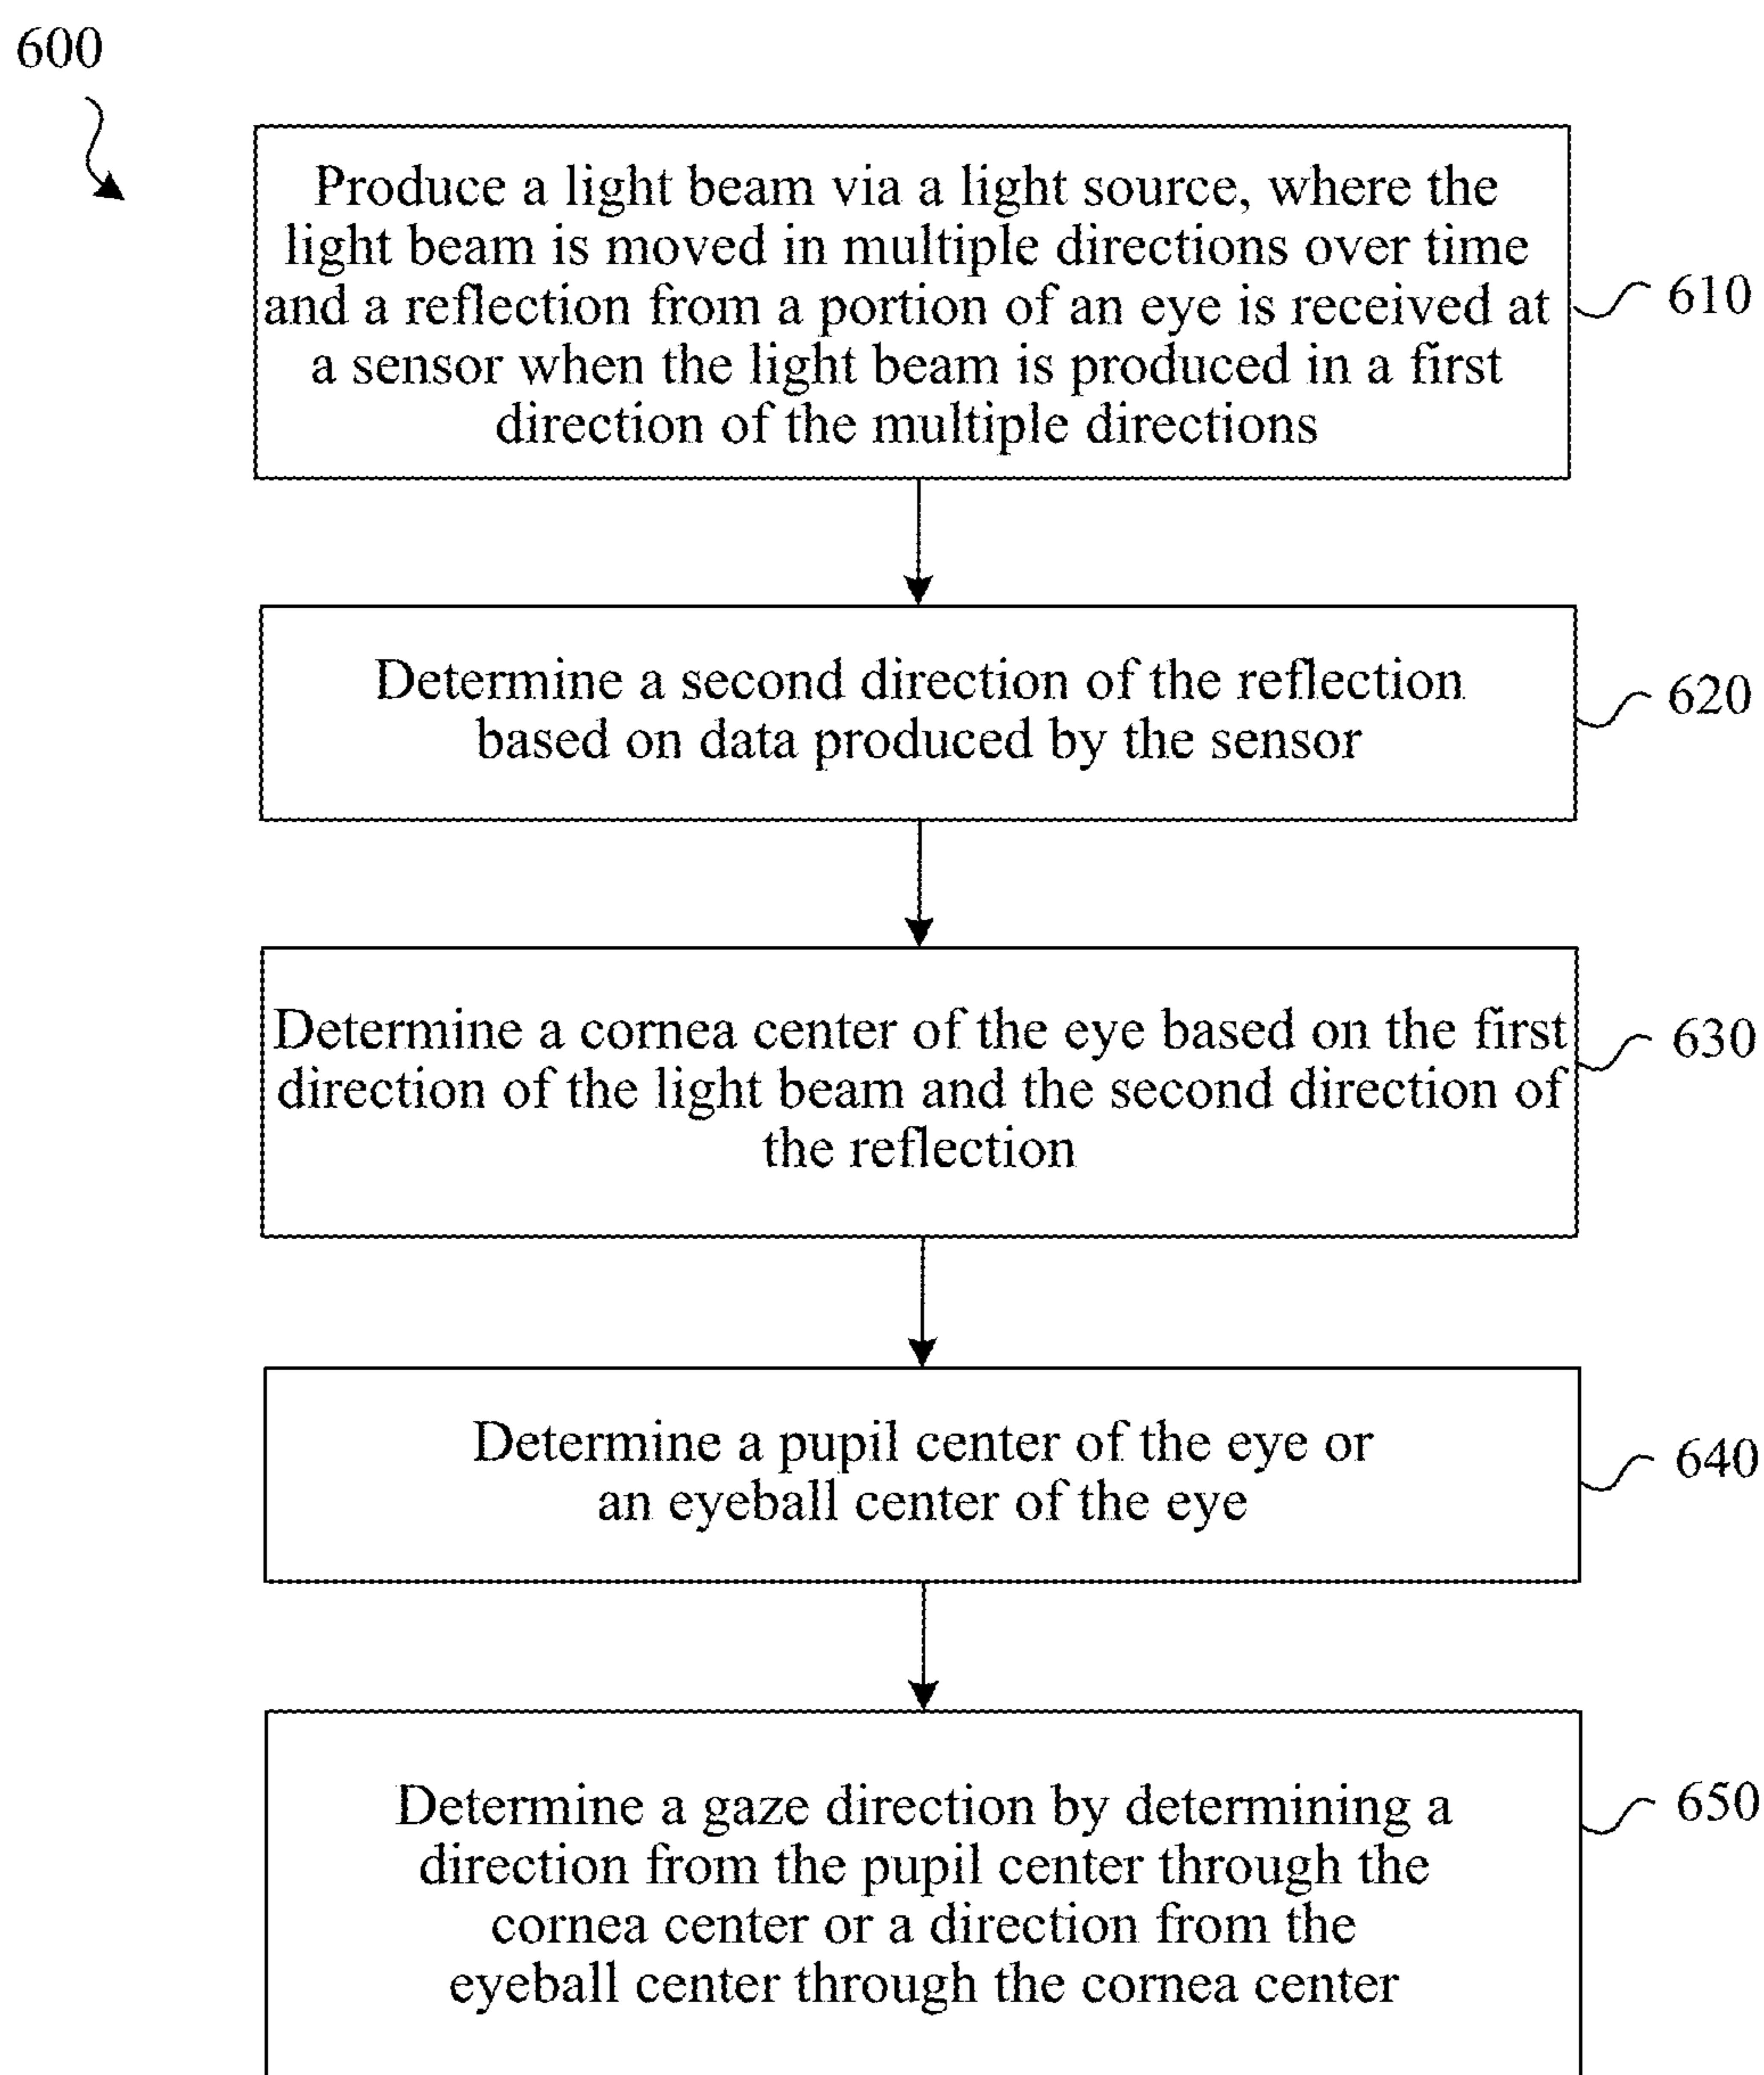 600
Produce a light beam via a light source, where the
light beam is moved in multiple directions over time
and a reflection from a portion of an eye is received at
a sensor when the light beam is produced in a first
direction of the multiple directions
610
Determine a second direction of the reflection
based on data produced by the sensor
620
Determine a cornea center of the eye based on the first
direction of the light beam and the second direction of
the reflection
630
Determine a pupil center of the eye or
an eyeball center of the eye
640
Determine a gaze direction by determining a
direction from the pupil center through the
cornea center or a direction from the
eyeball center through the cornea center
650